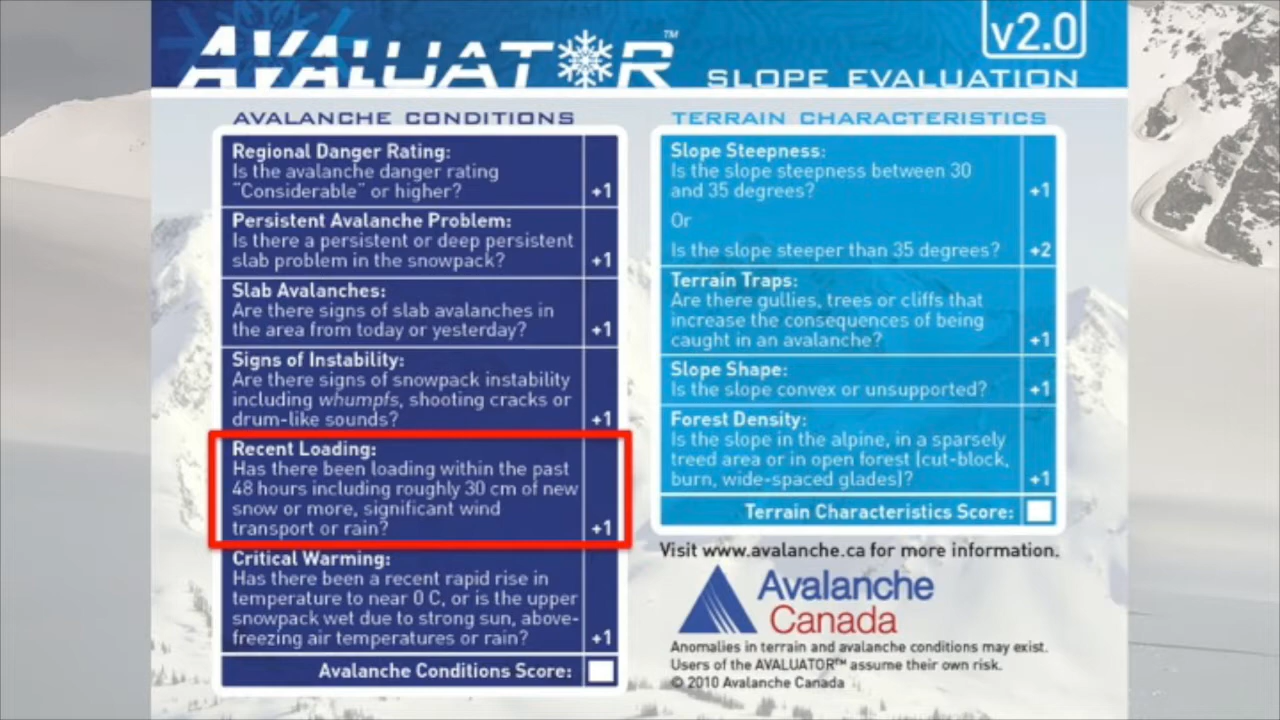 AVALUATOR™
v2.0
SLOPE EVALUATION
AVALANCHE CONDITIONS
Regional Danger Rating:
Is the avalanche danger rating
"Considerable" or higher?
+1
Persistent Avalanche Problem:
Is there a persistent or deep persistent
slab problem in the snowpack?
+1
Slab Avalanches:
Are there signs of slab avalanches in
the area from today or yesterday?
+1
Signs of Instability:
Are there signs of snowpack instability
including whumpfs, shooting cracks or
drum-like sounds?
+1
Recent Loading:
Has there been loading within the past
48 hours including roughly 30 cm of new
snow or more, significant wind
transport or rain?
+1
Critical Warming:
Has there been a recent rapid rise in
temperature to near 0 C, or is the upper
snowpack wet due to strong sun, above-
freezing air temperatures or rain?
+1
Avalanche Conditions Score:
TERRAIN CHARACTERISTICS
Slope Steepness:
Is the slope steepness between 30
and 35 degrees?
+1
Or
Is the slope steeper than 35 degrees?
+2
Terrain Traps:
Are there gullies, trees or cliffs that
increase the consequences of being
caught in an avalanche?
+1
Slope Shape:
Is the slope convex or unsupported?
+1
Forest Density:
Is the slope in the alpine, in a sparsely
treed area or in open forest (cut-block,
burn, wide-spaced glades)?
+1
Terrain Characteristics Score:
Visit www.avalanche.ca for more information.
Avalanche
Canada
Anomalies in terrain and avalanche conditions may exist.
Users of the AVALUATOR™ assume their own risk.
© 2010 Avalanche Canada